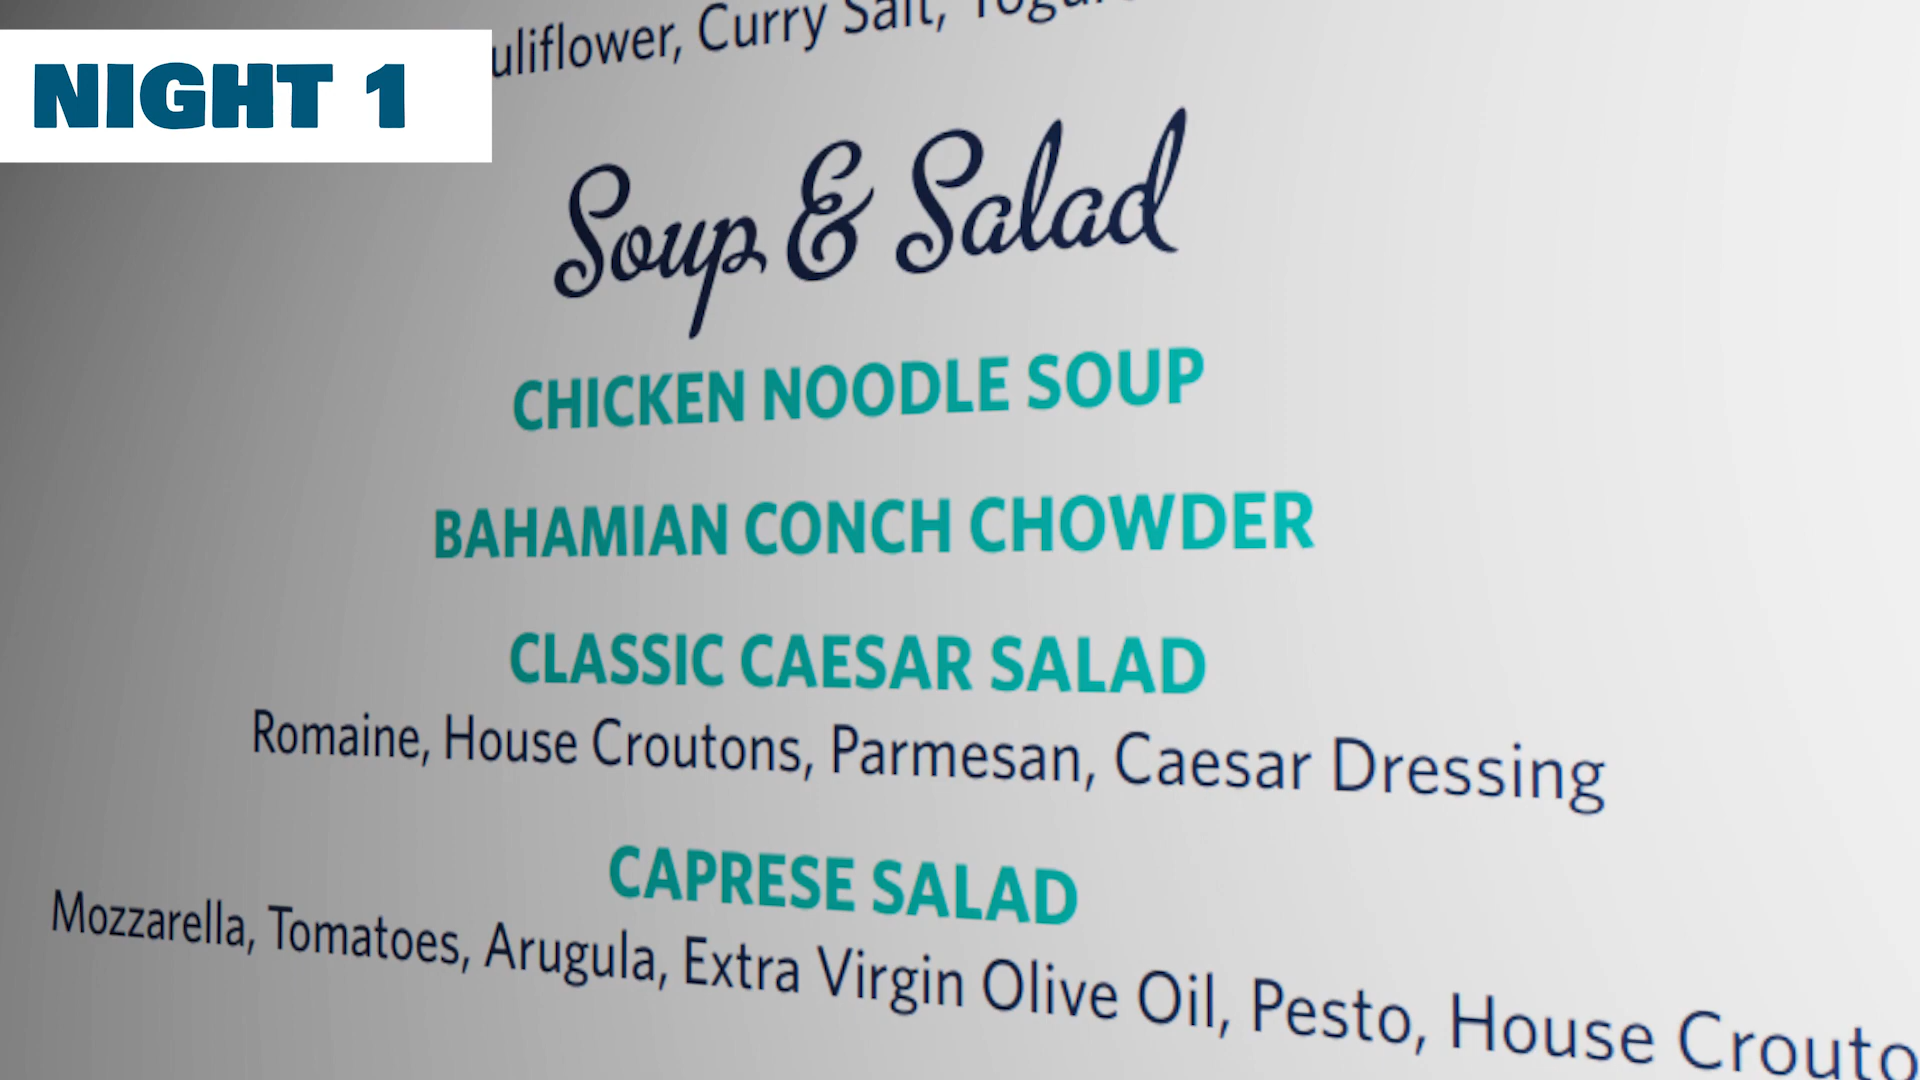 NIGHT 1
Curry Salt,
Soup & Salad
CHICKEN NOODLE SOUP
BAHAMIAN CONCH CHOWDER
CLASSIC CAESAR SALAD
Romaine, House Croutons, Parmesan, Caesar Dressing
CAPRESE SALAD
Mozzarella, Tomatoes, Arugula, Extra Virgin Olive Oil, Pesto, House